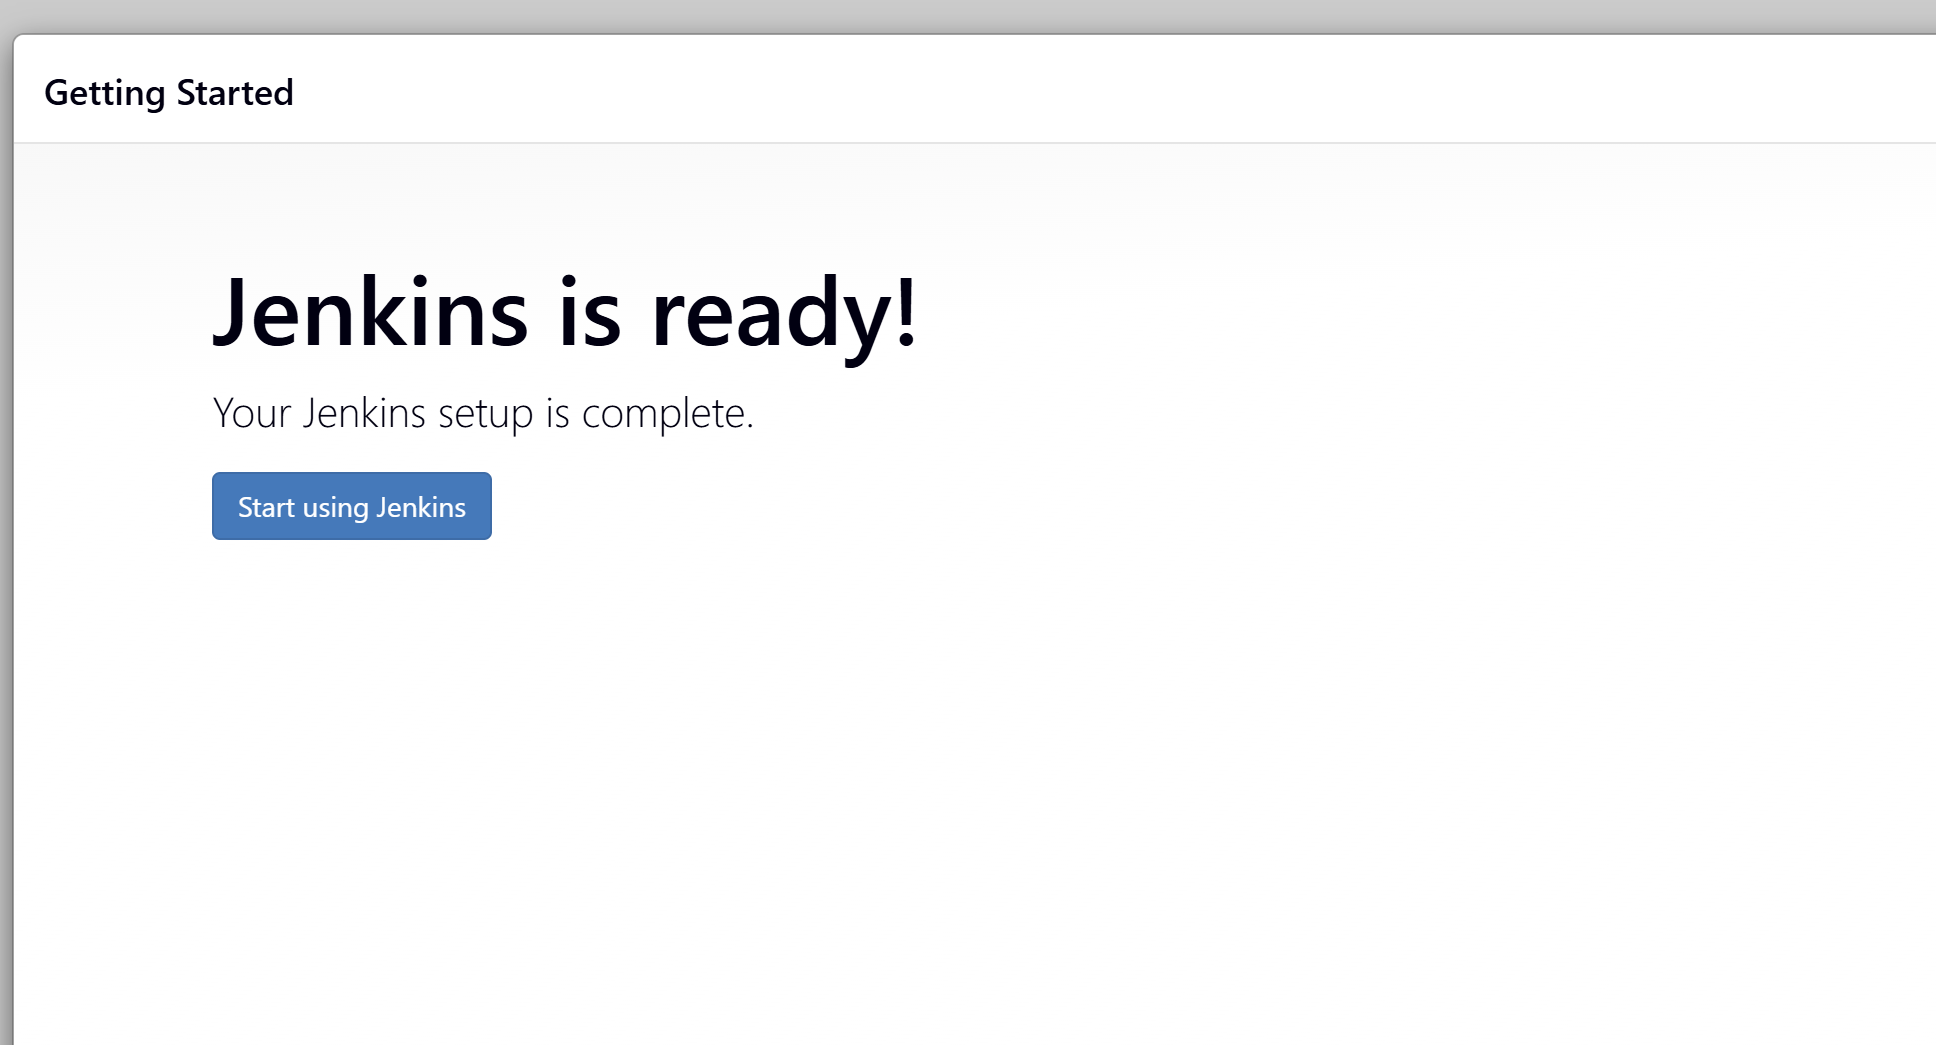 Getting Started
Jenkins is ready!
Your Jenkins setup is complete.
Start using Jenkins